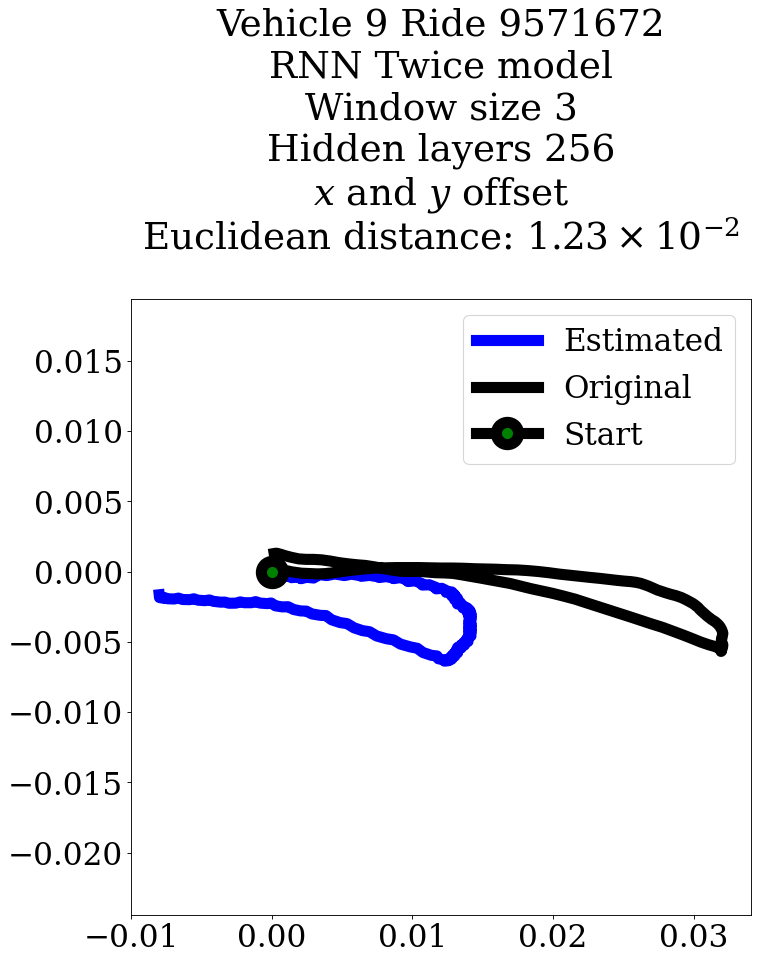 Vehicle 9 Ride 9571672
RNN Twice model
Window size 3
Hidden layers 256
x and y offset
Euclidean distance: 1.23 × 10⁻²
Estimated
Original
Start
0.015
0.010
0.005
0.000
−0.005
−0.010
−0.015
−0.020
−0.01 0.00 0.01 0.02 0.03